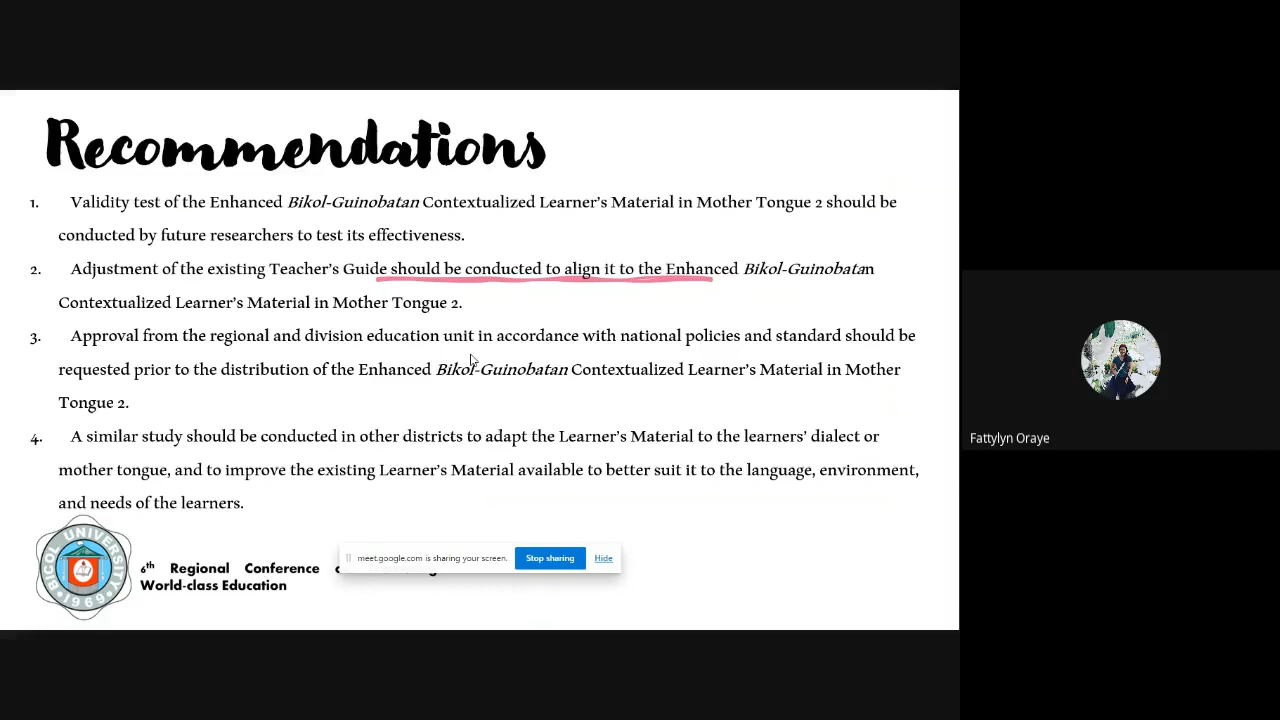 Recommendations
1. Validity test of the Enhanced Bikol-Guinobatan Contextualized Learner's Material in Mother Tongue 2 should be
conducted by future researchers to test its effectiveness.
2. Adjustment of the existing Teacher's Guide should be conducted to align it to the Enhanced Bikol-Guinobatan
Contextualized Learner's Material in Mother Tongue 2.
3. Approval from the regional and division education unit in accordance with national policies and standard should be
requested prior to the distribution of the Enhanced Bikol-Guinobatan Contextualized Learner's Material in Mother
Tongue 2.
4. A similar study should be conducted in other districts to adapt the Learner's Material to the learners' dialect or
mother tongue, and to improve the existing Learner's Material available to better suit it to the language, environment,
and needs of the learners.
Fattylyn Oraye
BICOL UNIVERSITY
1969
6th Regional Conference
World-class Education
meet.google.com is sharing your screen. Stop sharing Hide